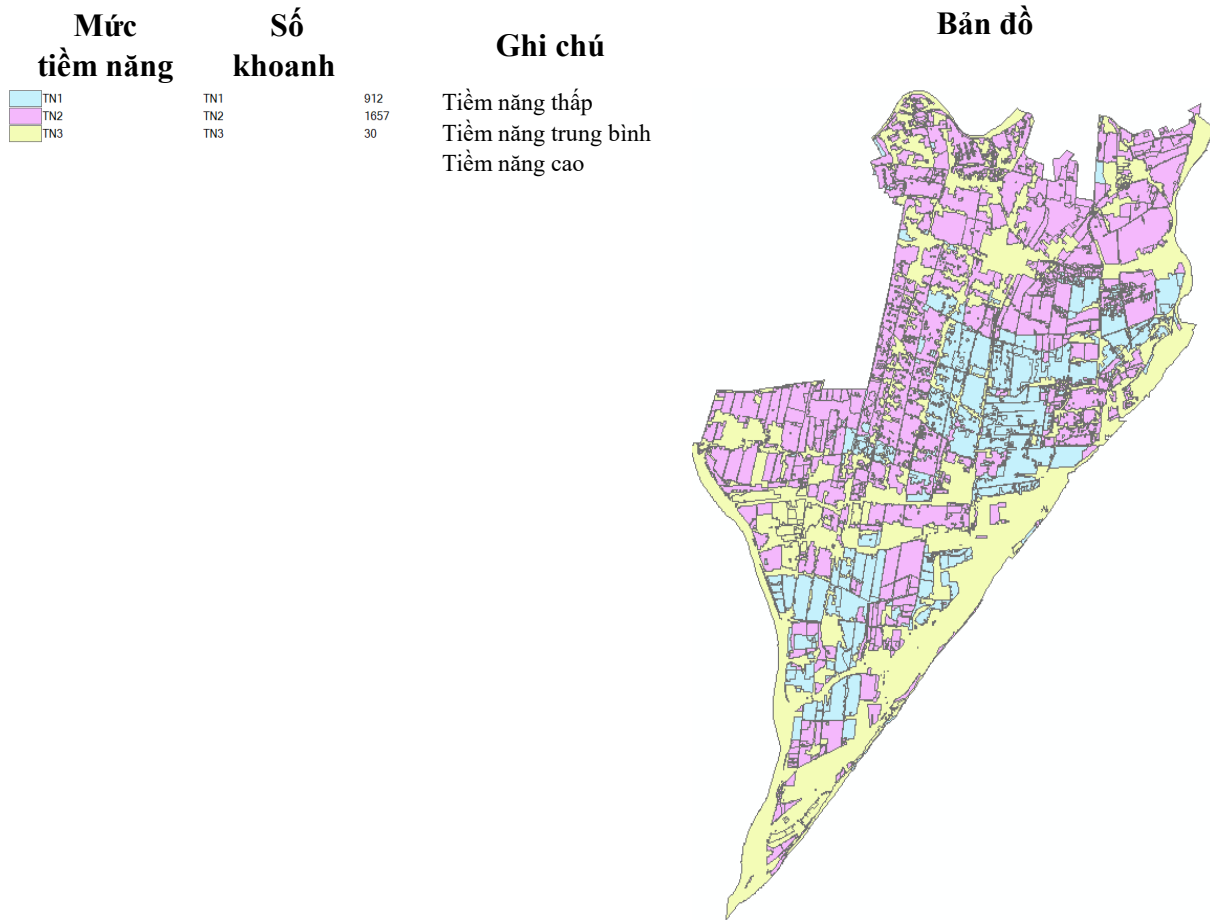 Mức
tiềm năng
Số
khoanh
Ghi chú
Bản đồ
TN1 TN1 912 Tiềm năng thấp
TN2 TN2 1657 Tiềm năng trung bình
TN3 TN3 30 Tiềm năng cao